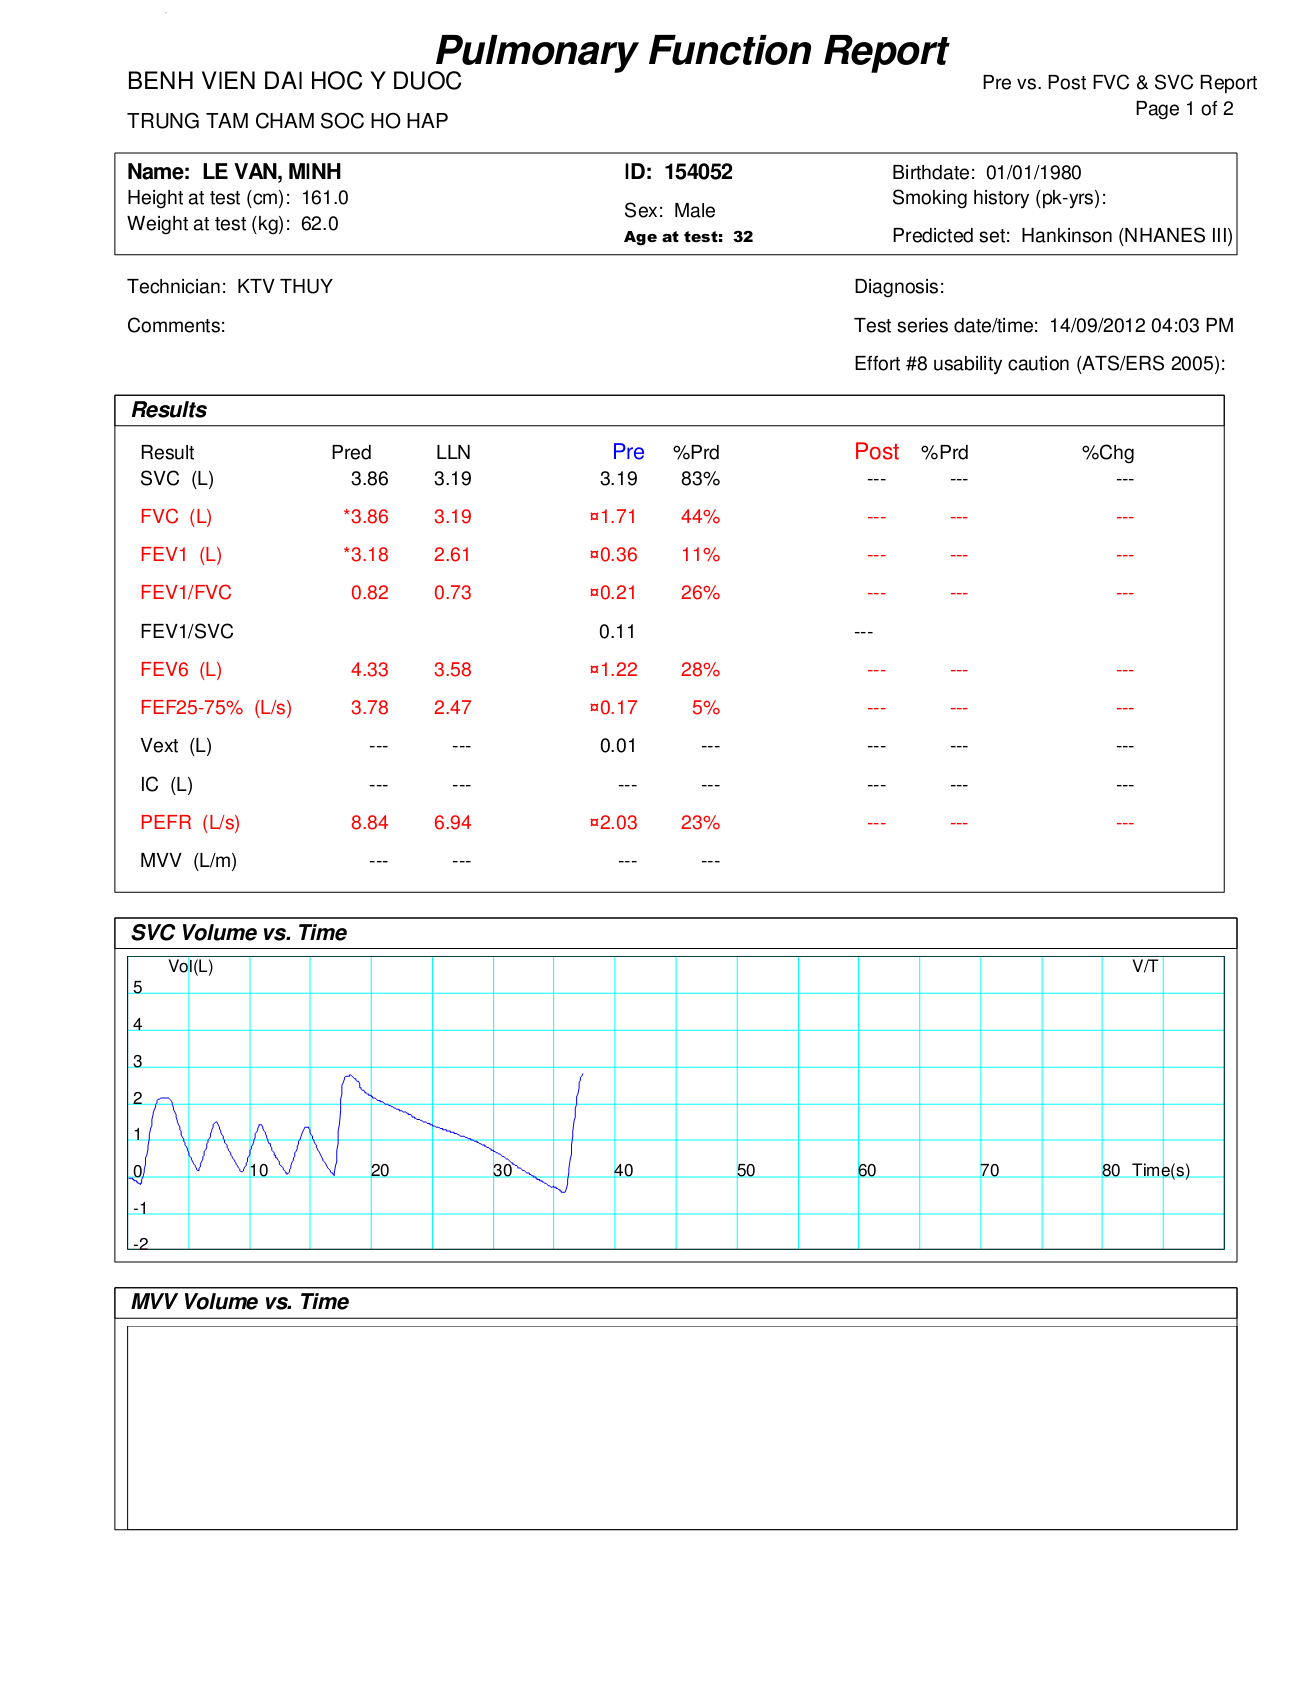 Pulmonary Function Report
BENH VIEN DAI HOC Y DUOC
Pre vs. Post FVC & SVC Report
Page 1 of 2
TRUNG TAM CHAM SOC HO HAP
Name: LE VAN, MINH ID: 154052 Birthdate: 01/01/1980
Height at test (cm): 161.0 Sex: Male Smoking history (pk-yrs):
Weight at test (kg): 62.0 Age at test: 32 Predicted set: Hankinson (NHANES III)
Technician: KTV THUY Diagnosis:
Comments: Test series date/time: 14/09/2012 04:03 PM
Effort #8 usability caution (ATS/ERS 2005):
Results
Result Pred LLN Pre %Prd Post %Prd %Chg
SVC (L) 3.86 3.19 3.19 83% --- --- ---
FVC (L) *3.86 3.19 ¤1.71 44% --- --- ---
FEV1 (L) *3.18 2.61 ¤0.36 11% --- --- ---
FEV1/FVC 0.82 0.73 ¤0.21 26% --- --- ---
FEV1/SVC 0.11 ---
FEV6 (L) 4.33 3.58 ¤1.22 28% --- --- ---
FEF25-75% (L/s) 3.78 2.47 ¤0.17 5% --- --- ---
Vext (L) --- --- 0.01 --- --- --- ---
IC (L) --- --- --- --- --- --- ---
PEFR (L/s) 8.84 6.94 ¤2.03 23% --- --- ---
MVV (L/m) --- --- --- ---
SVC Volume vs. Time
Vol(L) V/T
5
4
3
2
1
0 10 20 30 40 50 60 70 80 Time(s)
-1
-2
MVV Volume vs. Time